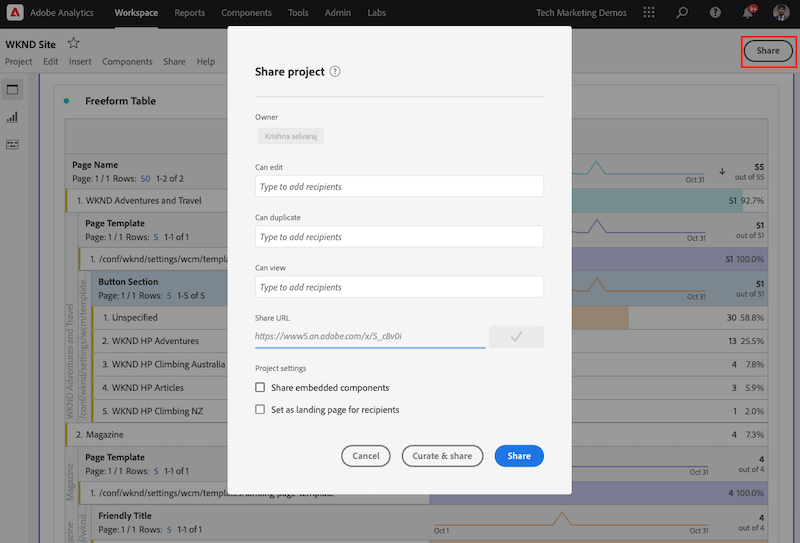 Adobe Analytics Workspace Reports Components Tools Admin Labs Tech Marketing Demos
WKND Site
Share
Project Edit Insert Components Share Help
Freeform Table
Page Name
Page: 1 / 1 Rows: 50 1-2 of 2
Oct 31
55
out of 55
1. WKND Adventures and Travel
51 92.7%
Page Template
Page: 1 / 1 Rows: 5 1-1 of 1
Oct 31
51
out of 51
1. /conf/wknd/settings/wcm/templa
51 100.0%
Button Section
Page: 1 / 1 Rows: 5 1-5 of 5
Oct 31
51
out of 51
1. Unspecified
30 58.8%
2. WKND HP Adventures
13 25.5%
3. WKND HP Climbing Australia
4 7.8%
4. WKND HP Articles
3 5.9%
5. WKND HP Climbing NZ
1 2.0%
WKND Adventures and Travel
/conf/wknd/settings/wcm/template
2. Magazine
4 7.3%
Page Template
Page: 1 / 1 Rows: 5 1-1 of 1
Oct 31
4
out of 4
1. /conf/wknd/settings/wcm/templates/landing-page-template
4 100.0%
Friendly Title
Page: 1 / 1 Rows: 5 1-1 of 1
Oct 1
Oct 31
4
out of 4
Magazine
Share project
Owner
Krishna selvaraj
Can edit
Type to add recipients
Can duplicate
Type to add recipients
Can view
Type to add recipients
Share URL
https://www5.an.adobe.com/x/5_c8v0i
Project settings
Share embedded components
Set as landing page for recipients
Cancel
Curate & share
Share